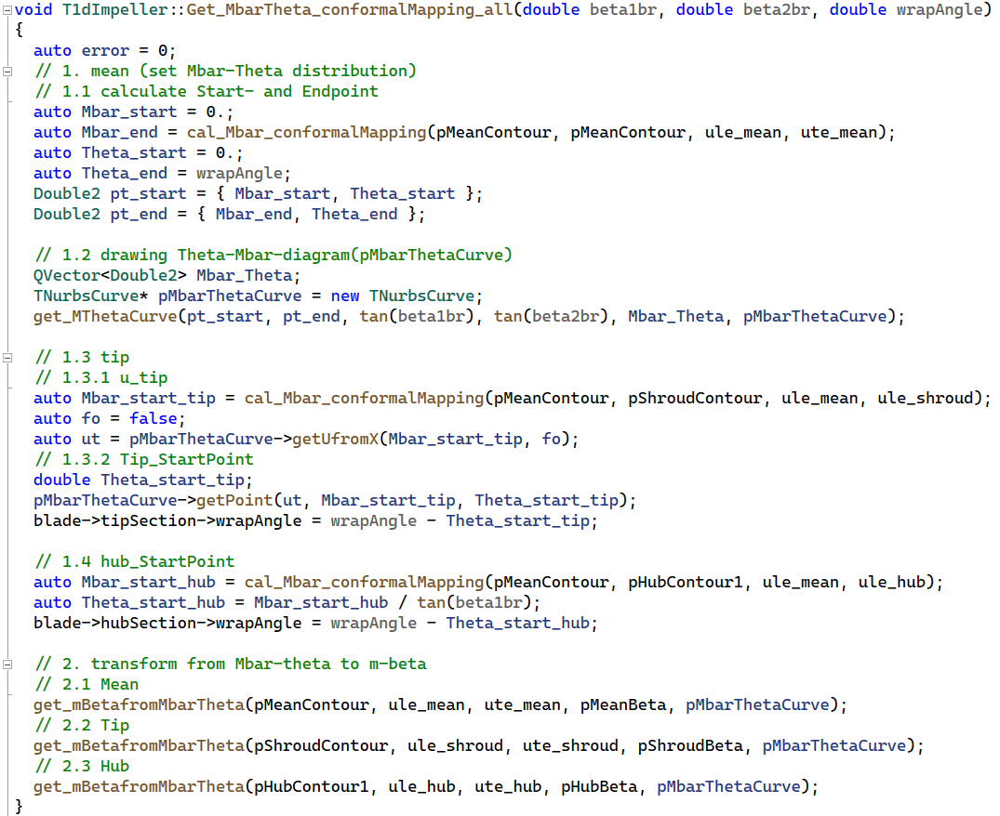 void T1dImpeller::Get_MbarTheta_conformalMapping_all(double beta1br, double beta2br, double wrapAngle)
{
auto error = 0;
// 1. mean (set Mbar-Theta distribution)
// 1.1 calculate Start- and Endpoint
auto Mbar_start = 0.;
auto Mbar_end = cal_Mbar_conformalMapping(pMeanContour, pMeanContour, ule_mean, ute_mean);
auto Theta_start = 0.;
auto Theta_end = wrapAngle;
Double2 pt_start = { Mbar_start, Theta_start };
Double2 pt_end = { Mbar_end, Theta_end };
// 1.2 drawing Theta-Mbar-diagram(pMbarThetaCurve)
QVector<Double2> Mbar_Theta;
TNurbsCurve* pMbarThetaCurve = new TNurbsCurve;
get_MThetaCurve(pt_start, pt_end, tan(beta1br), tan(beta2br), Mbar_Theta, pMbarThetaCurve);
// 1.3 tip
// 1.3.1 u_tip
auto Mbar_start_tip = cal_Mbar_conformalMapping(pMeanContour, pShroudContour, ule_mean, ule_shroud);
auto fo = false;
auto ut = pMbarThetaCurve->getUfromX(Mbar_start_tip, fo);
// 1.3.2 Tip_StartPoint
double Theta_start_tip;
pMbarThetaCurve->getPoint(ut, Mbar_start_tip, Theta_start_tip);
blade->tipSection->wrapAngle = wrapAngle - Theta_start_tip;
// 1.4 hub_StartPoint
auto Mbar_start_hub = cal_Mbar_conformalMapping(pMeanContour, pHubContour1, ule_mean, ule_hub);
auto Theta_start_hub = Mbar_start_hub / tan(beta1br);
blade->hubSection->wrapAngle = wrapAngle - Theta_start_hub;
// 2. transform from Mbar-theta to m-beta
// 2.1 Mean
get_mBetafromMbarTheta(pMeanContour, ule_mean, ute_mean, pMeanBeta, pMbarThetaCurve);
// 2.2 Tip
get_mBetafromMbarTheta(pShroudContour, ule_shroud, ute_shroud, pShroudBeta, pMbarThetaCurve);
// 2.3 Hub
get_mBetafromMbarTheta(pHubContour1, ule_hub, ute_hub, pHubBeta, pMbarThetaCurve);
}